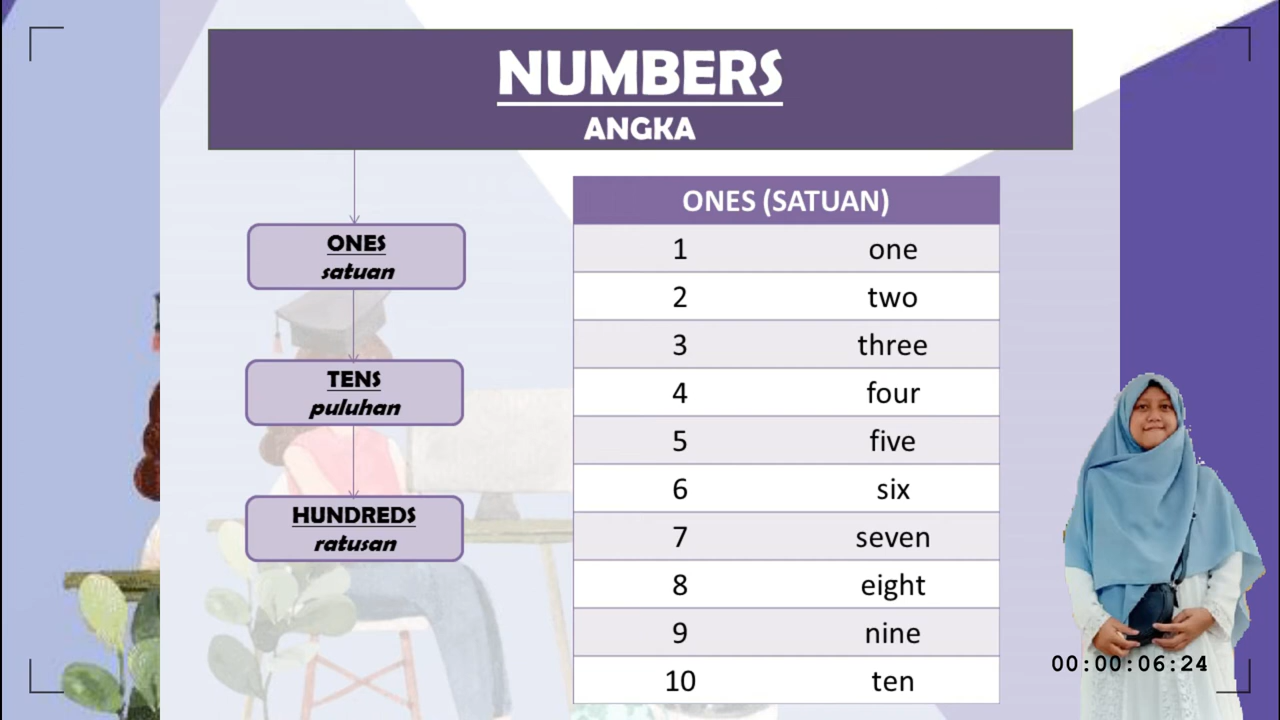 NUMBERS
ANGKA
ONES
satuan
TENS
puluhan
HUNDREDS
ratusan
ONES (SATUAN)
1 one
2 two
3 three
4 four
5 five
6 six
7 seven
8 eight
9 nine
10 ten
00:00:06:24